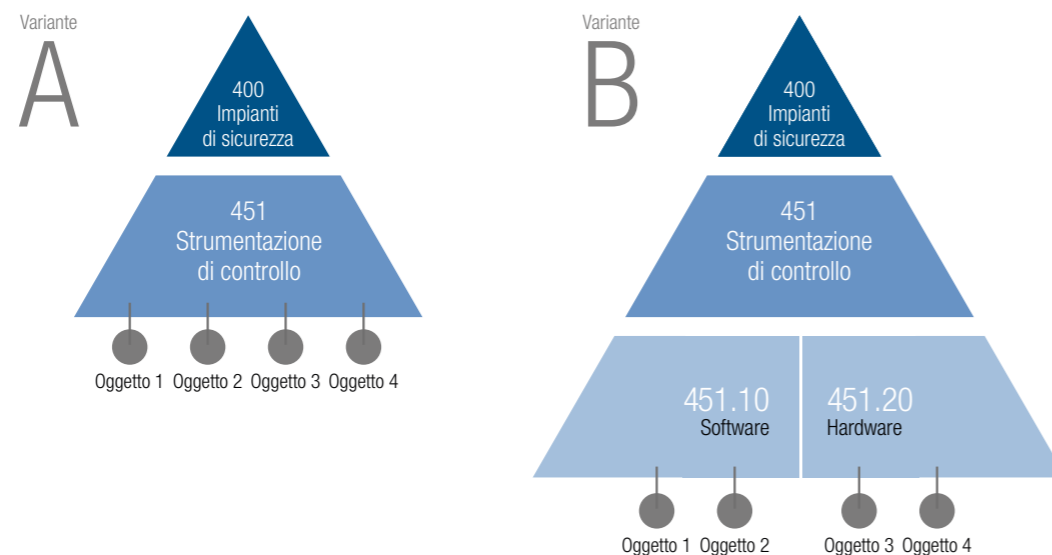 Variante
A
400
Impianti
di sicurezza
451
Strumentazione
di controllo
Oggetto 1 Oggetto 2 Oggetto 3 Oggetto 4
Variante
B
400
Impianti
di sicurezza
451
Strumentazione
di controllo
451.10
Software
451.20
Hardware
Oggetto 1 Oggetto 2 Oggetto 3 Oggetto 4